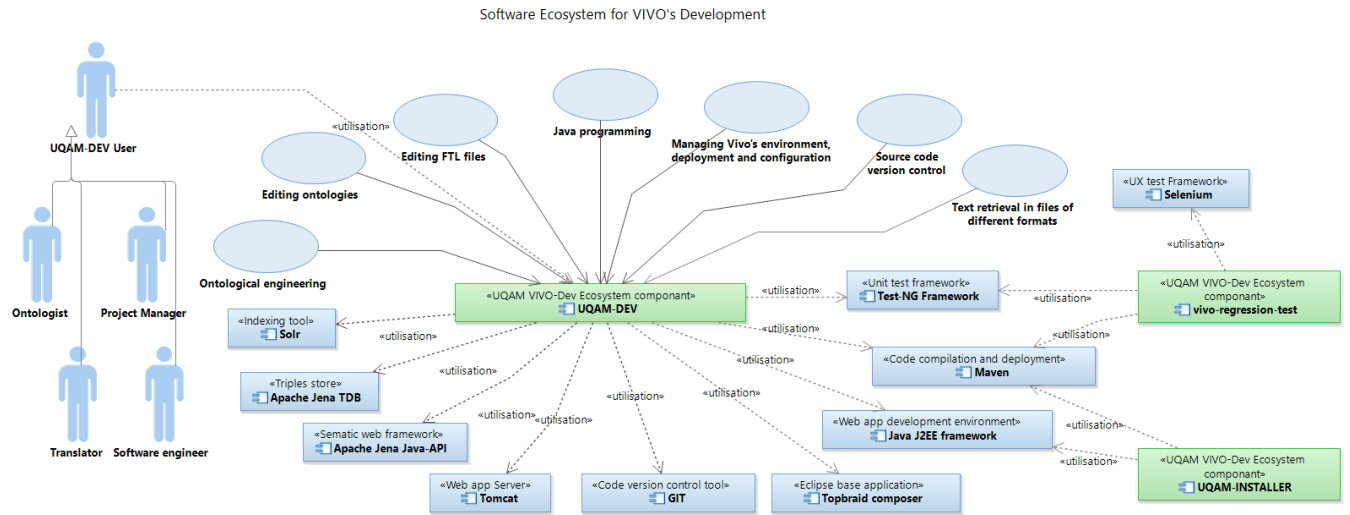 Software Ecosystem for VIVO's Development
UQAM-DEV User
«utilisation»
Editing ontologies
Editing FTL files
Java programming
Managing Vivo's environment,
deployment and configuration
Source code
version control
Text retrieval in files of
different formats
Ontological engineering
Ontologist
Project Manager
Translator
Software engineer
«UX test Framework»
Selenium
«utilisation»
«UQAM VIVO-Dev Ecosystem componant»
UQAM-DEV
«utilisation»
«Unit test framework»
Test-NG Framework
«utilisation»
«UQAM VIVO-Dev Ecosystem
component»
vivo-regression-test
«Indexing tool»
Solr
«utilisation»
«utilisation»
«utilisation»
«Code compilation and deployment»
Maven
«Triples store»
Apache Jena TDB
«utilisation»
«utilisation»
«utilisation»
«utilisation»
«utilisation»
«utilisation»
«utilisation»
«Sematic web framework»
Apache Jena Java-API
«Web app development environment»
Java J2EE framework
«utilisation»
«utilisation»
«UQAM VIVO-Dev Ecosystem
component»
UQAM-INSTALLER
«Web app Server»
Tomcat
«Code version control tool»
GIT
«Eclipse base application»
Topbraid composer